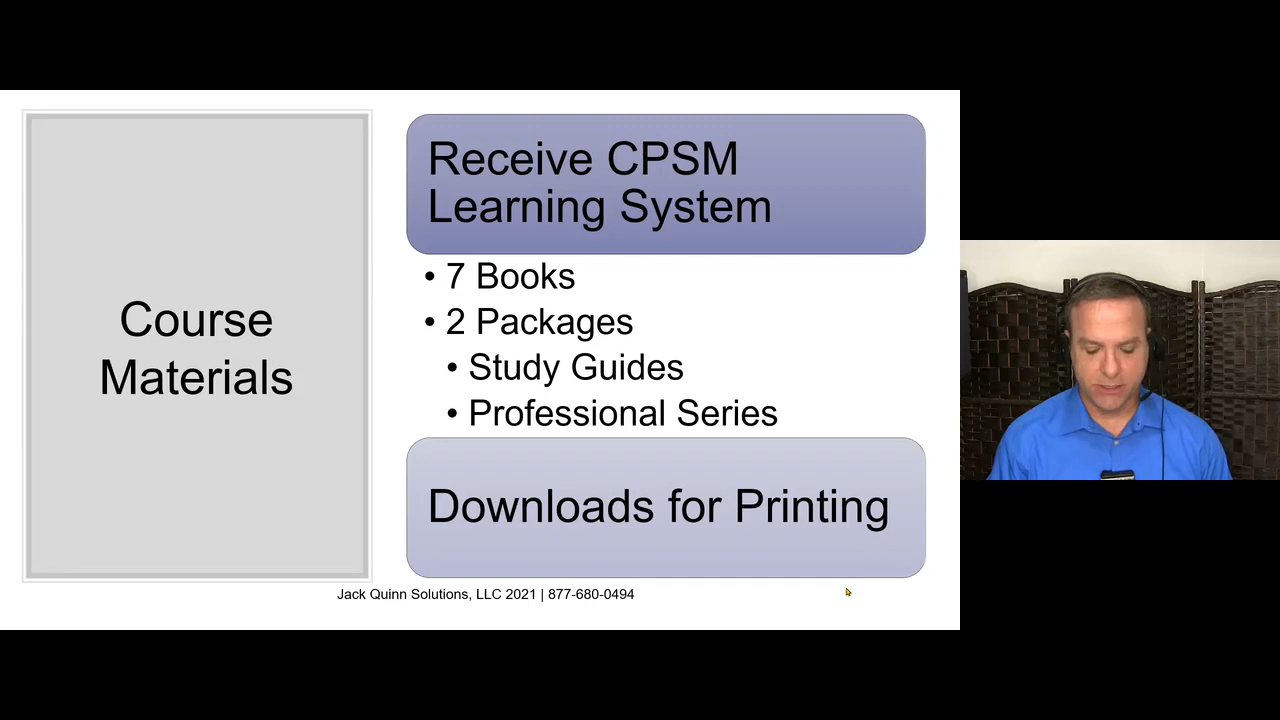 Course
Materials
Receive CPSM
Learning System
• 7 Books
• 2 Packages
• Study Guides
• Professional Series
Downloads for Printing
Jack Quinn Solutions, LLC 2021 | 877-680-0494